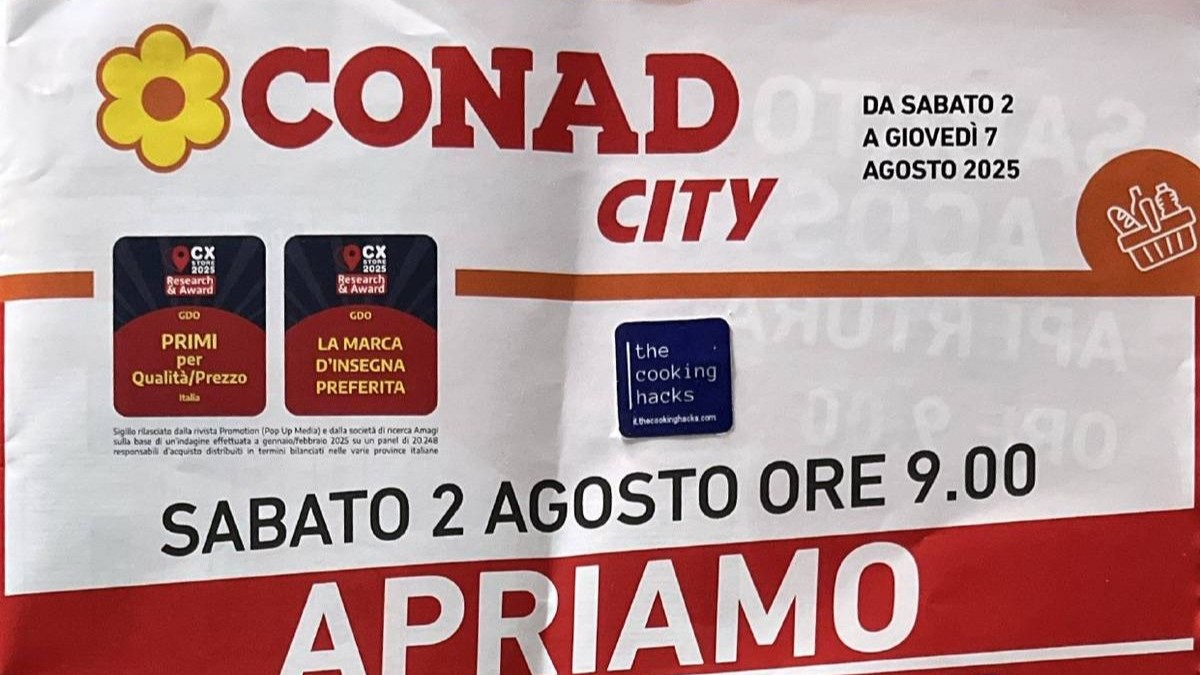 CONAD
CITY
DA SABATO 2
A GIOVEDÌ 7
AGOSTO 2025
CX
STORE
2025
Research
& Award
GDO
PRIMI
per
Qualità/Prezzo
Italia
CX
STORE
2025
Research
& Award
GDO
LA MARCA
D'INSEGNA
PREFERITA
Sigillo rilasciato dalla rivista Promotion (Pop Up Media) e dalla società di ricerca Amagi
sulla base di un'indagine effettuata a gennaio/febbraio 2025 su un panel di 20.248
responsabili d'acquisto distribuiti in termini bilanciati nelle varie province italiane
the
cooking
hacks
it.thecookinghacks.com
SABATO 2 AGOSTO ORE 9.00
APRIAMO